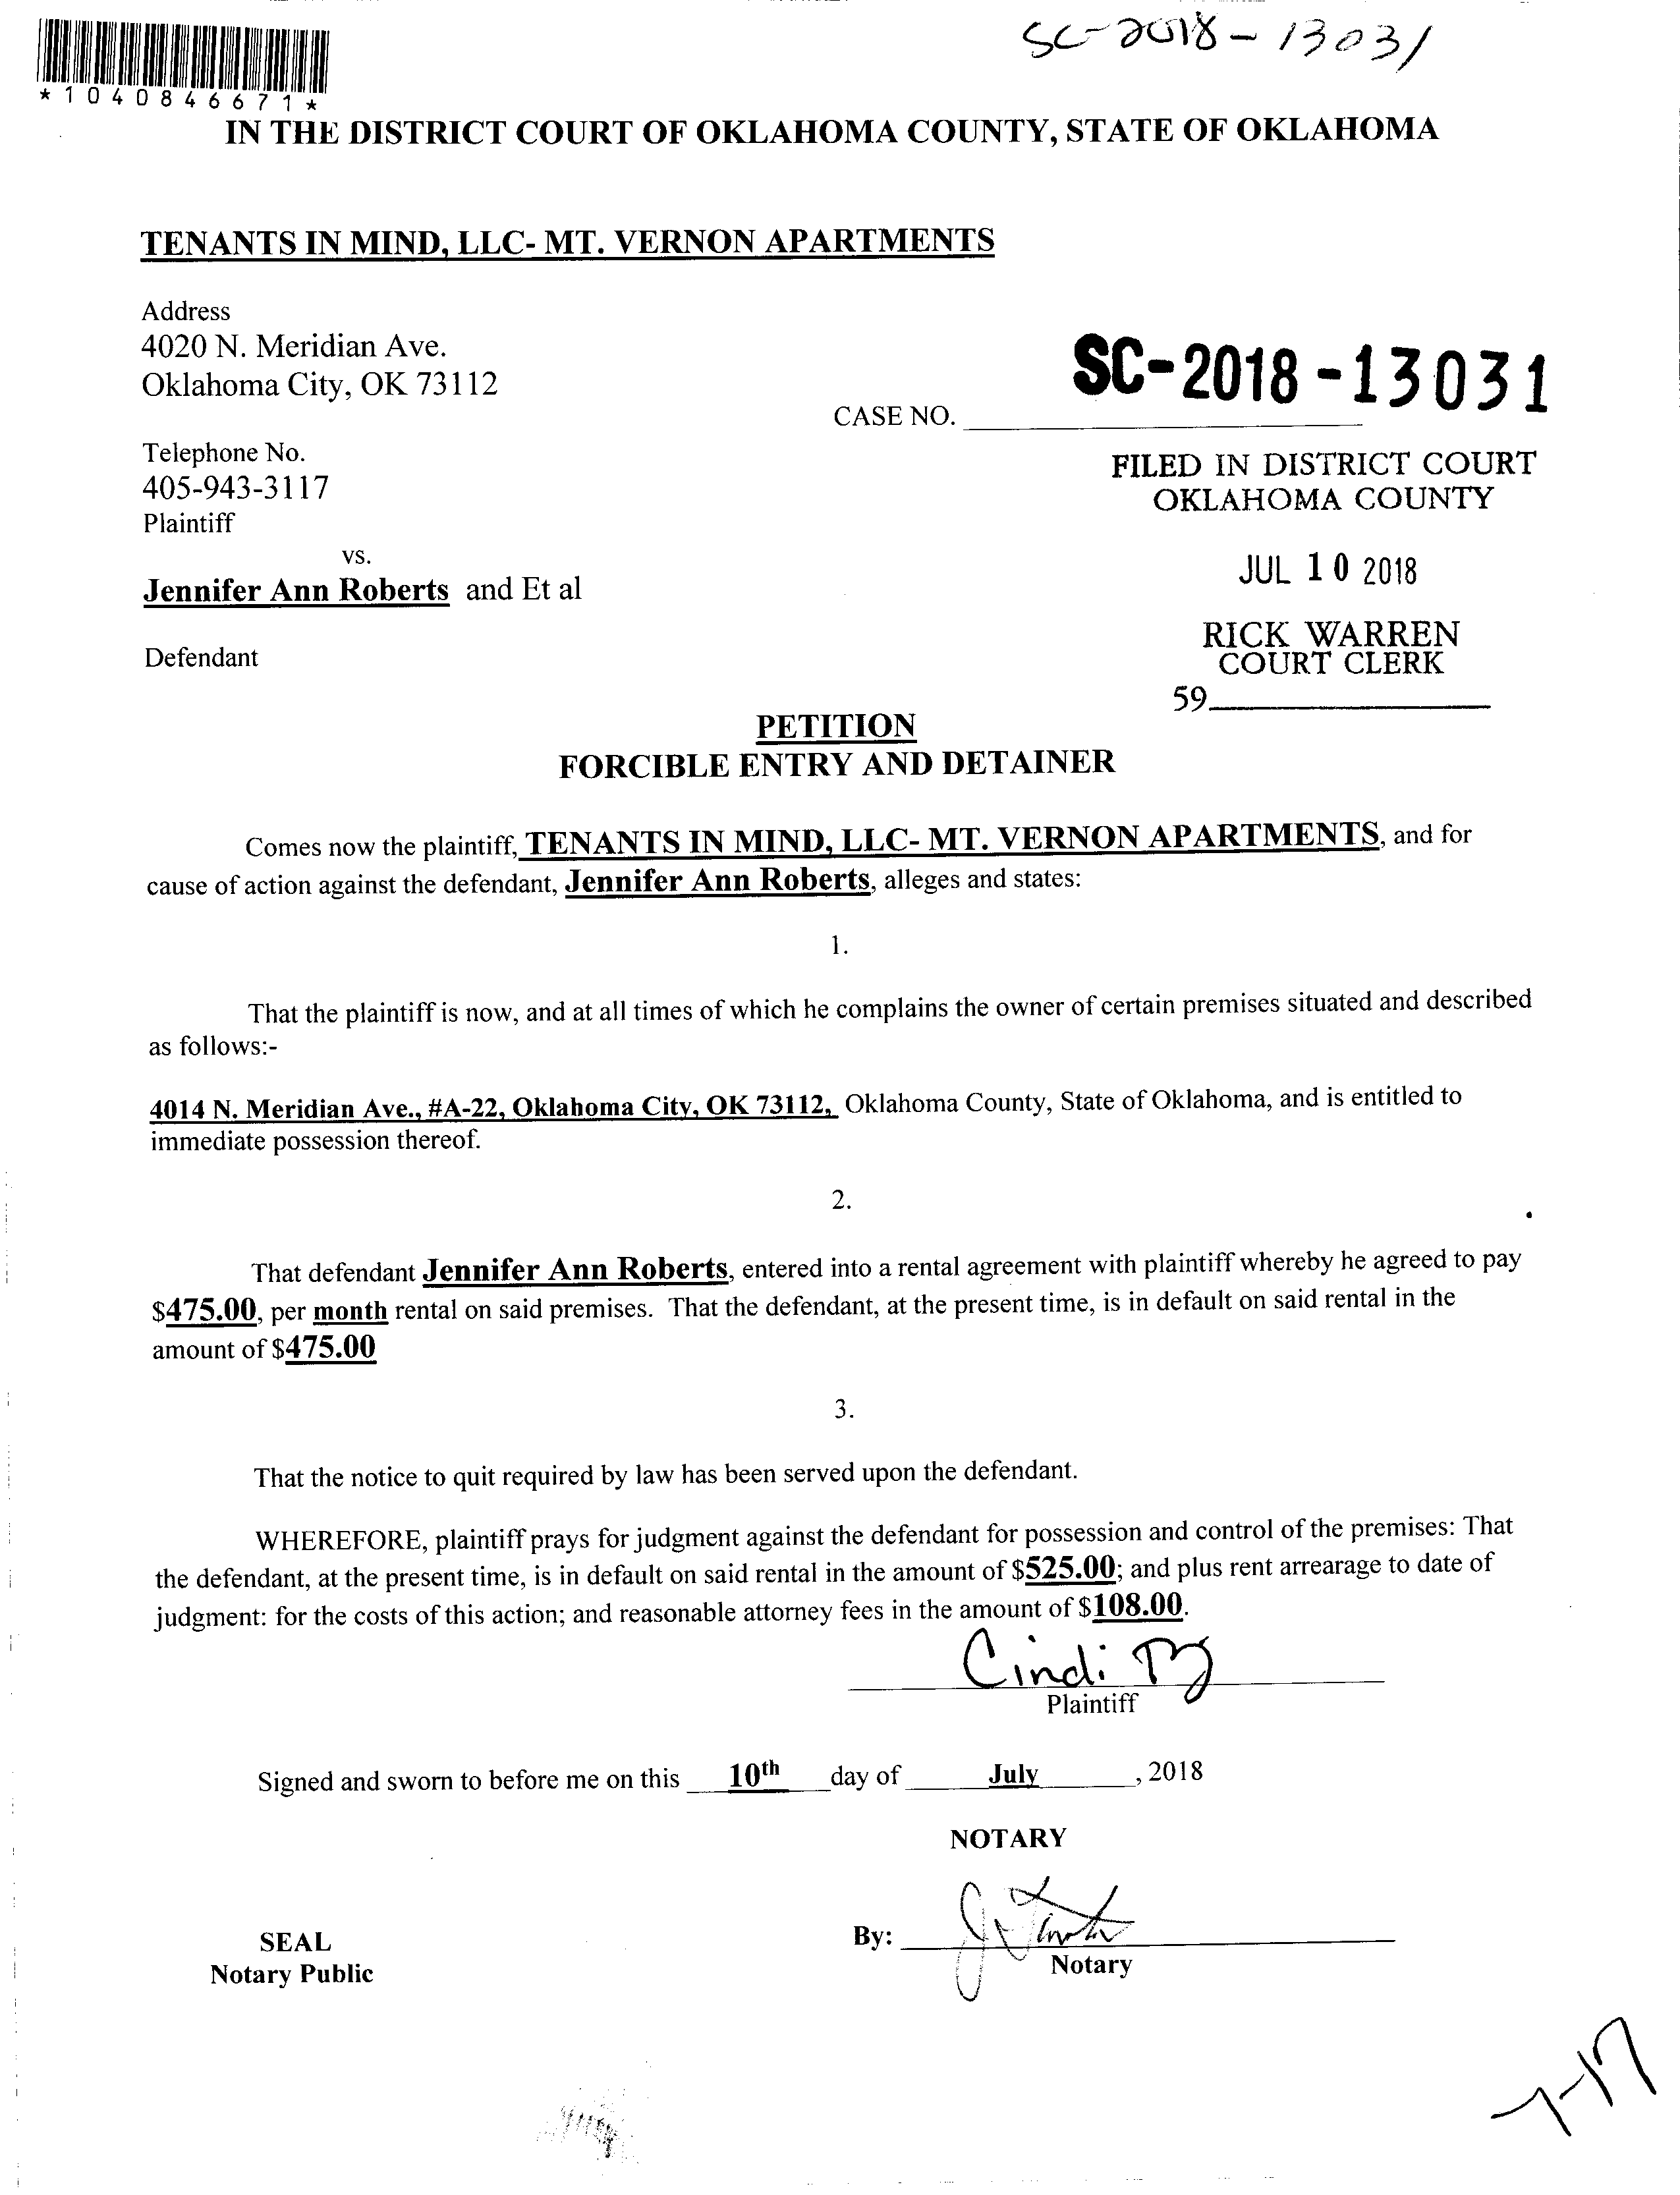 SC-2018-13031
*1040846671*
IN THE DISTRICT COURT OF OKLAHOMA COUNTY, STATE OF OKLAHOMA
TENANTS IN MIND, LLC- MT. VERNON APARTMENTS
Address
4020 N. Meridian Ave.
Oklahoma City, OK 73112
SC-2018-13031
CASE NO.
Telephone No.
405-943-3117
Plaintiff
FILED IN DISTRICT COURT
OKLAHOMA COUNTY
vs.
Jennifer Ann Roberts and Et al
JUL 10 2018
Defendant
RICK WARREN
COURT CLERK
59
PETITION
FORCIBLE ENTRY AND DETAINER
Comes now the plaintiff, TENANTS IN MIND, LLC- MT. VERNON APARTMENTS, and for
cause of action against the defendant, Jennifer Ann Roberts, alleges and states:
1.
That the plaintiff is now, and at all times of which he complains the owner of certain premises situated and described
as follows:-
4014 N. Meridian Ave., #A-22, Oklahoma City, OK 73112, Oklahoma County, State of Oklahoma, and is entitled to
immediate possession thereof.
2.
That defendant Jennifer Ann Roberts, entered into a rental agreement with plaintiff whereby he agreed to pay
$475.00, per month rental on said premises. That the defendant, at the present time, is in default on said rental in the
amount of $475.00
3.
That the notice to quit required by law has been served upon the defendant.
WHEREFORE, plaintiff prays for judgment against the defendant for possession and control of the premises: That
the defendant, at the present time, is in default on said rental in the amount of $525.00; and plus rent arrearage to date of
judgment: for the costs of this action; and reasonable attorney fees in the amount of $108.00.
Cindi
Plaintiff
Signed and sworn to before me on this 10th day of July, 2018
NOTARY
SEAL
Notary Public
By:
Notary
7-17